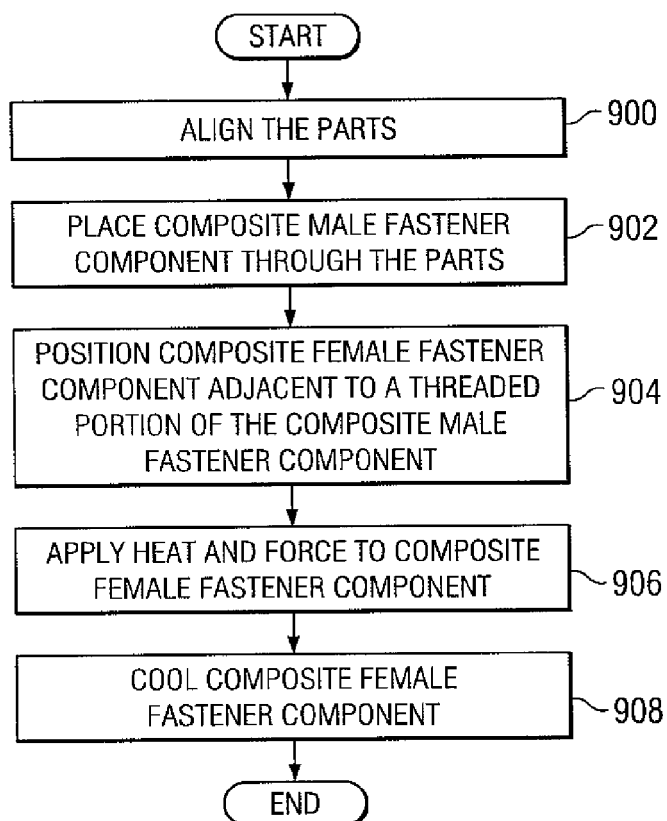 START
ALIGN THE PARTS
900
PLACE COMPOSITE MALE FASTENER
COMPONENT THROUGH THE PARTS
902
POSITION COMPOSITE FEMALE FASTENER
COMPONENT ADJACENT TO A THREADED
PORTION OF THE COMPOSITE MALE
FASTENER COMPONENT
904
APPLY HEAT AND FORCE TO COMPOSITE
FEMALE FASTENER COMPONENT
906
COOL COMPOSITE FEMALE
FASTENER COMPONENT
908
END